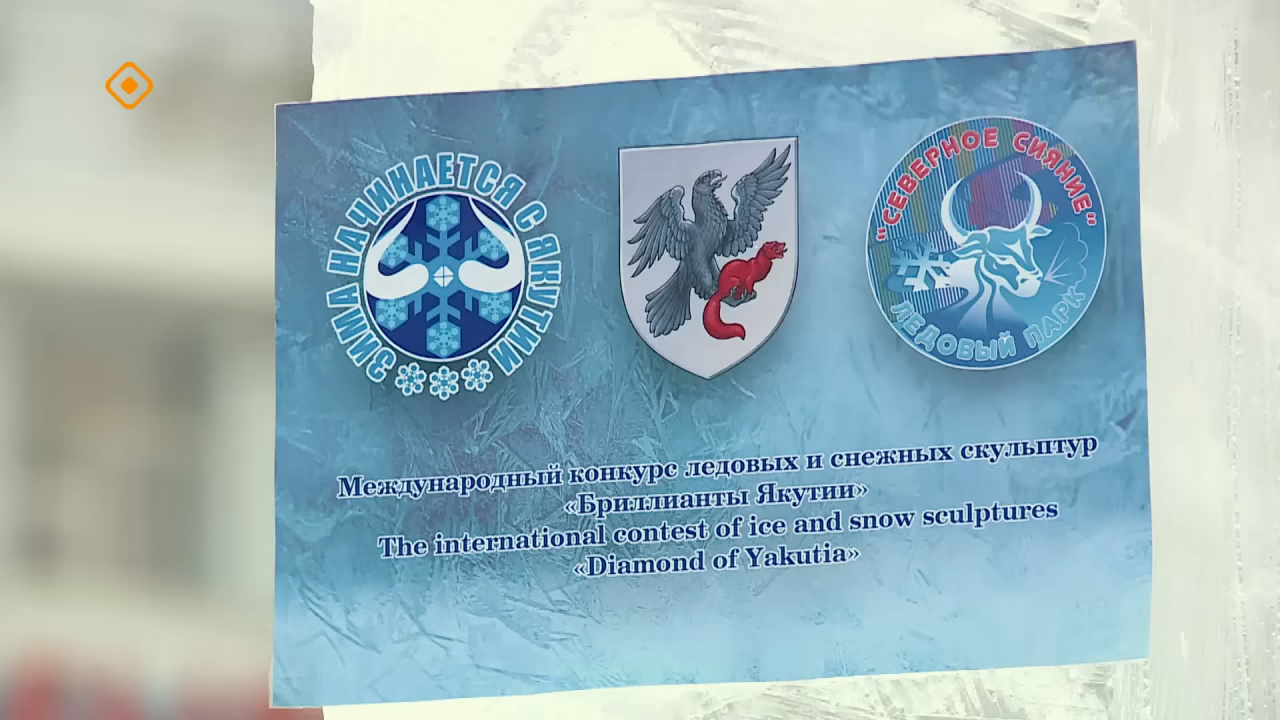 ЗИМА НАЧИНАЕТСЯ С ЯКУТИИ
"СЕВЕРНОЕ СИЯНИЕ"
ЛЕДОВЫЙ ПАРК
Международный конкурс ледовых и снежных скульптур
«Бриллианты Якутии»
The international contest of ice and snow sculptures
«Diamond of Yakutia»